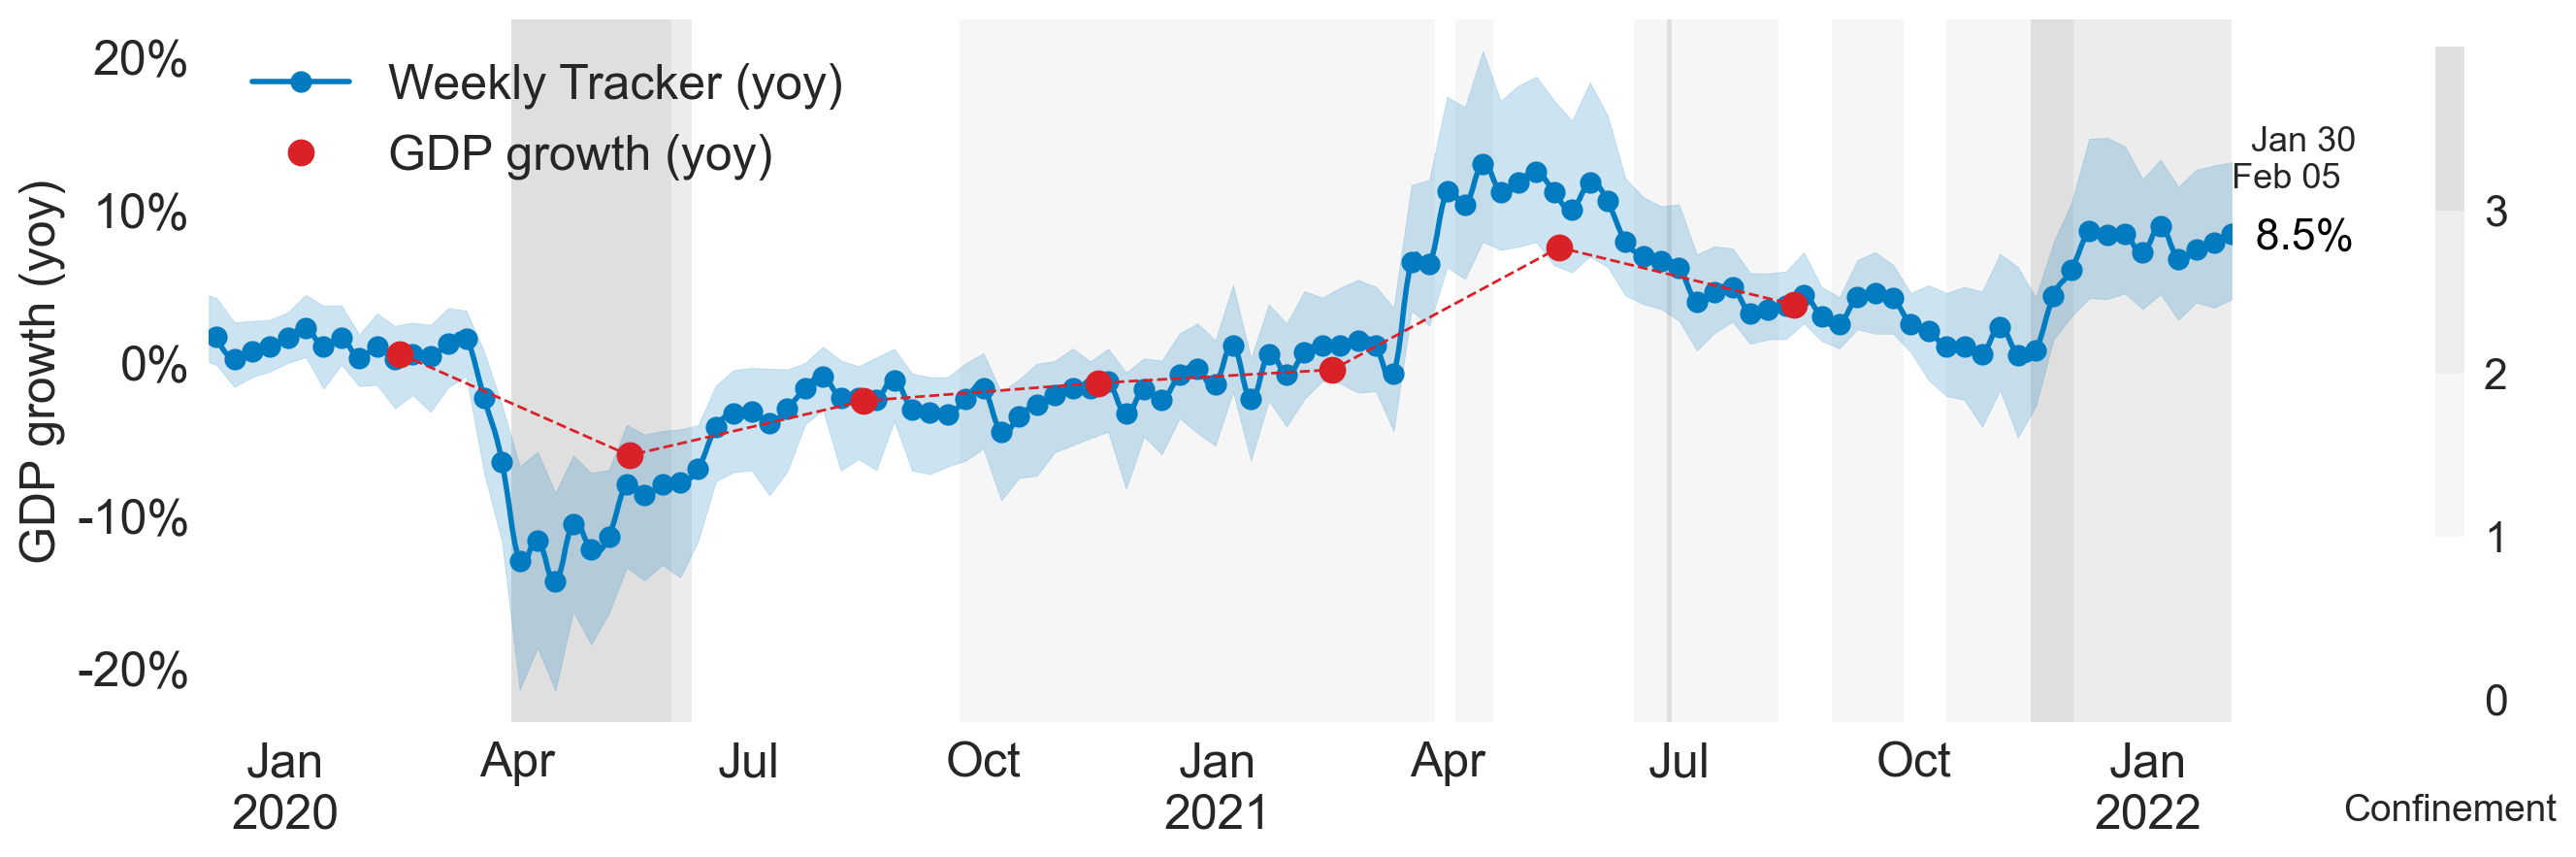 GDP growth (yoy)
20%
10%
0%
-10%
-20%
Weekly Tracker (yoy)
GDP growth (yoy)
Jan 30
Feb 05
8.5%
3
2
1
0
Confinement
Jan Apr Jul Oct Jan Apr Jul Oct Jan
2020 2021 2022